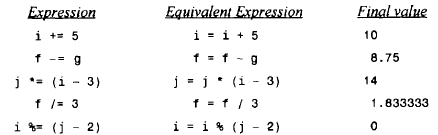 Expression Equivalent Expression Final value
i += 5 i = i + 5 10
f -= g f = f - g 8.75
j *= (i - 3) j = j * (i - 3) 14
f /= 3 f = f / 3 1.833333
i %= (j - 2) i = i % (j - 2) 0